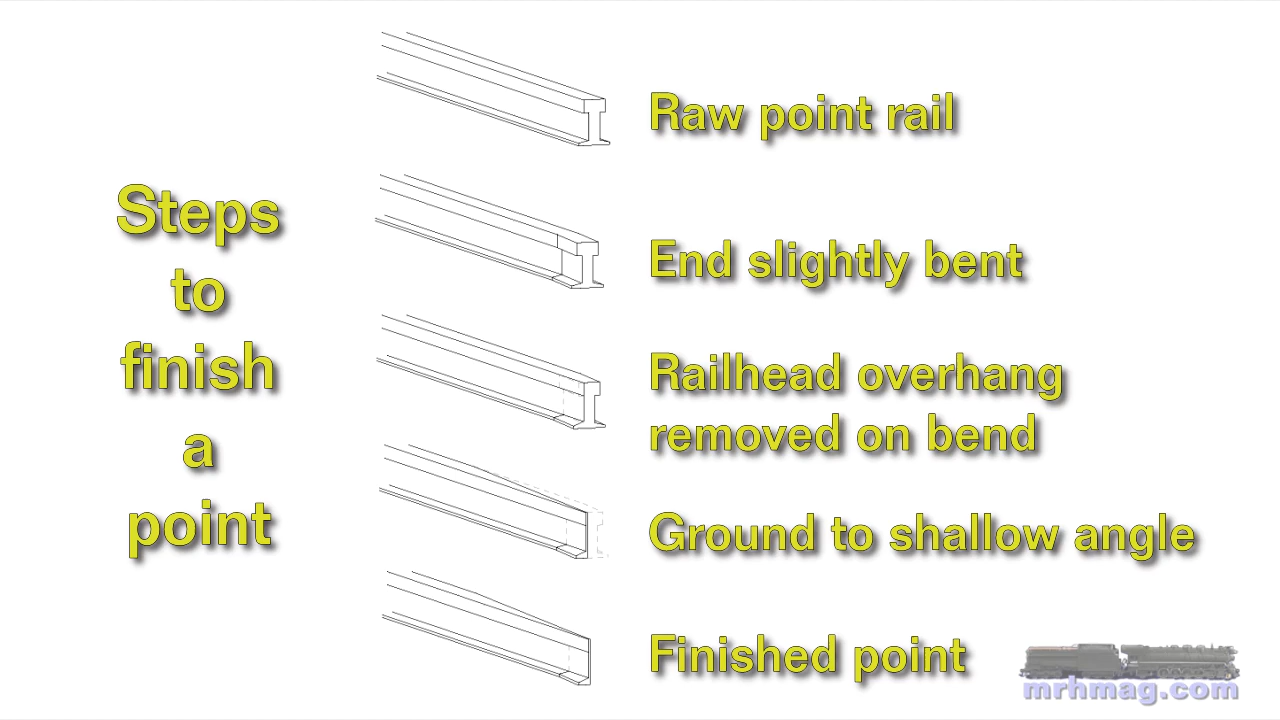 Steps
to
finish
a
point
Raw point rail
End slightly bent
Railhead overhang
removed on bend
Ground to shallow angle
Finished point
mrhmag.com